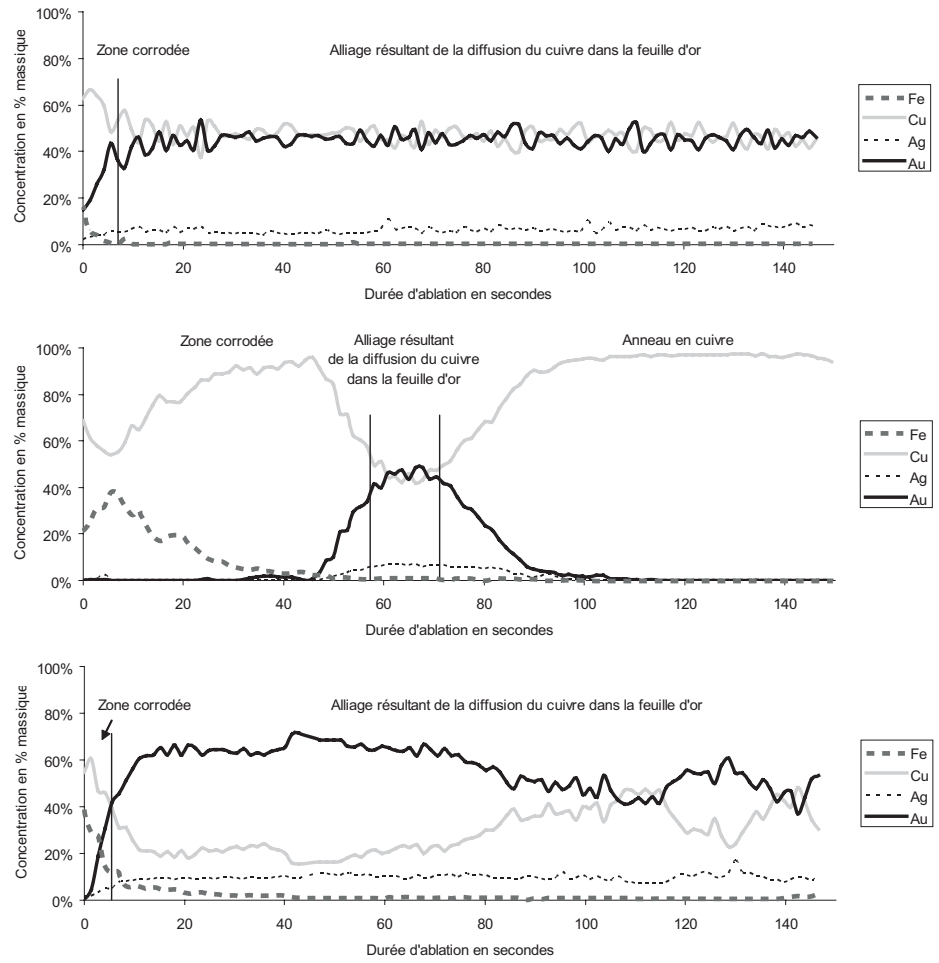 100%
80%
60%
40%
20%
0%
Concentration en % massique
Zone corrodée
Alliage résultant de la diffusion du cuivre dans la feuille d'or
0 20 40 60 80 100 120 140
Durée d'ablation en secondes
Fe
Cu
Ag
Au
100%
80%
60%
40%
20%
0%
Concentration en % massique
Zone corrodée
Alliage résultant
de la diffusion du cuivre
dans la feuille d'or
Anneau en cuivre
0 20 40 60 80 100 120 140
Durée d'ablation en secondes
Fe
Cu
Ag
Au
100%
80%
60%
40%
20%
0%
Concentration en % massique
Zone corrodée
Alliage résultant de la diffusion du cuivre dans la feuille d'or
0 20 40 60 80 100 120 140
Durée d'ablation en secondes
Fe
Cu
Ag
Au